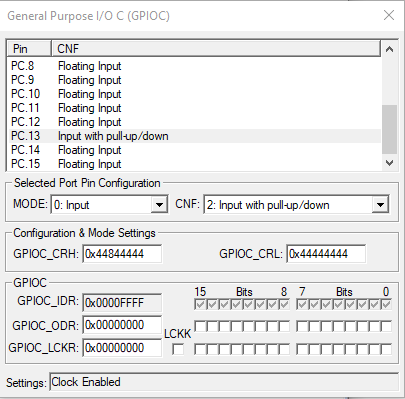 General Purpose I/O C (GPIOC)
Pin CNF
PC.8 Floating Input
PC.9 Floating Input
PC.10 Floating Input
PC.11 Floating Input
PC.12 Floating Input
PC.13 Input with pull-up/down
PC.14 Floating Input
PC.15 Floating Input
Selected Port Pin Configuration
MODE: 0: Input CNF: 2: Input with pull-up/down
Configuration & Mode Settings
GPIOC_CRH: 0x44844444 GPIOC_CRL: 0x44444444
GPIOC 15 Bits 8 7 Bits 0
GPIOC_IDR: 0x0000FFFF
GPIOC_ODR: 0x00000000 LCKK
GPIOC_LCKR: 0x00000000
Settings: Clock Enabled